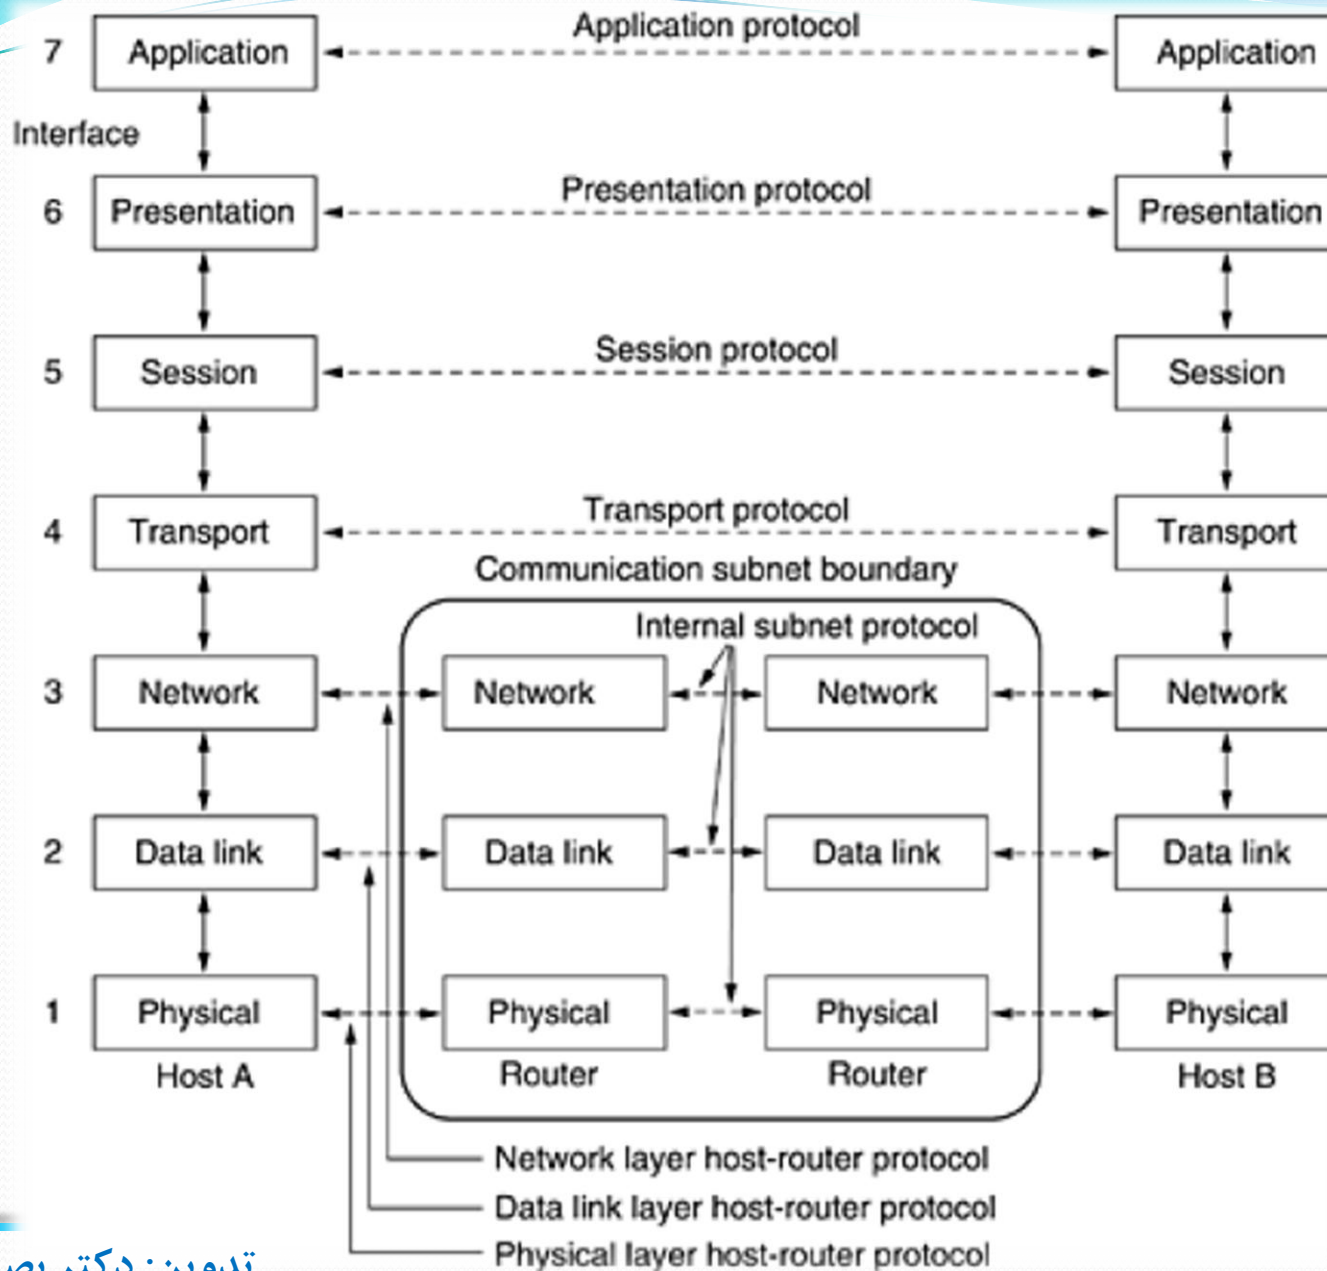 Application protocol
7 Application Application
Interface
Presentation protocol
6 Presentation Presentation
Session protocol
5 Session Session
Transport protocol
4 Transport Transport
Communication subnet boundary
Internal subnet protocol
3 Network Network Network Network
2 Data link Data link Data link Data link
1 Physical Physical Physical Physical
Host A Router Router Host B
Network layer host-router protocol
Data link layer host-router protocol
Physical layer host-router protocol
تدوین: دکتر